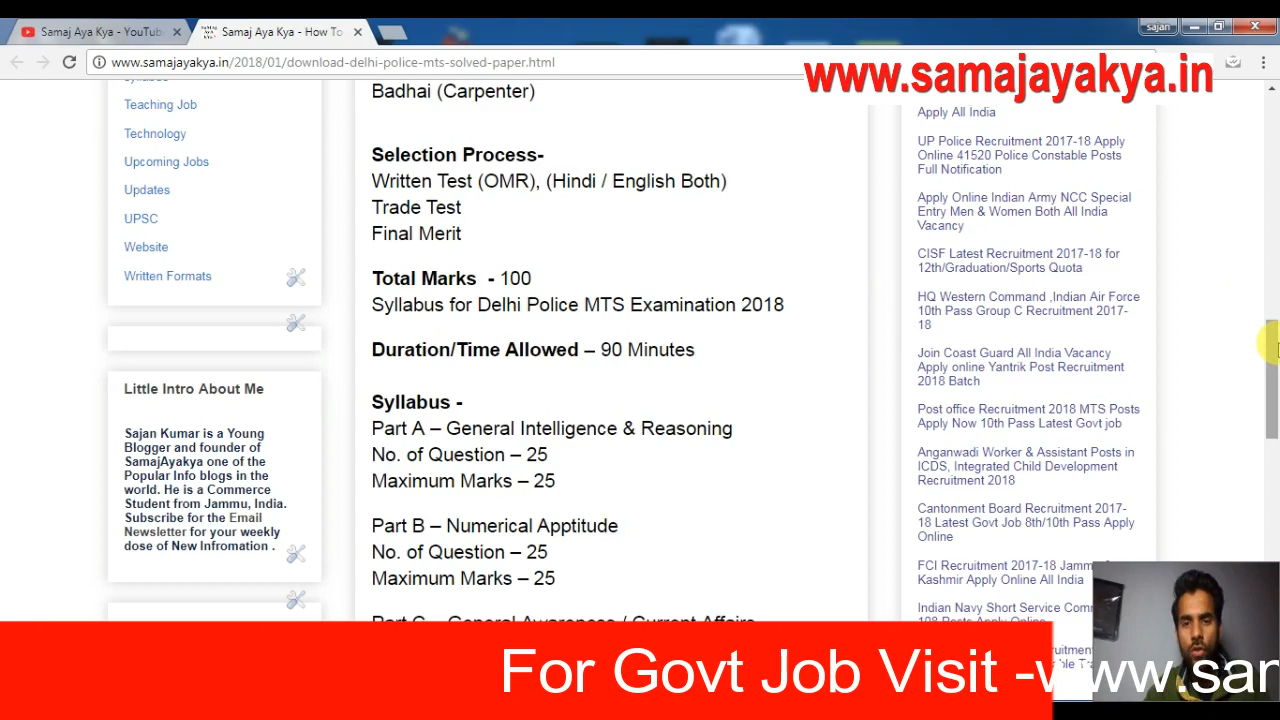 Samaj Aya Kya - YouTub
Samaj Aya Kya - How To
sajan
www.samajayakya.in/2018/01/download-delhi-police-mts-solved-paper.html
www.samajayakya.in
Teaching Job
Technology
Upcoming Jobs
Updates
UPSC
Website
Written Formats
Little Intro About Me
Sajan Kumar is a Young
Blogger and founder of
SamajAyakya one of the
Popular Info blogs in the
world. He is a Commerce
Student from Jammu, India.
Subscribe for the Email
Newsletter for your weekly
dose of New Infromation .
Badhai (Carpenter)
Selection Process-
Written Test (OMR), (Hindi / English Both)
Trade Test
Final Merit
Total Marks - 100
Syllabus for Delhi Police MTS Examination 2018
Duration/Time Allowed – 90 Minutes
Syllabus -
Part A – General Intelligence & Reasoning
No. of Question – 25
Maximum Marks – 25
Part B – Numerical Apptitude
No. of Question – 25
Maximum Marks – 25
Part C – General Awareness / Current Affairs
Apply All India
UP Police Recruitment 2017-18 Apply
Online 41520 Police Constable Posts
Full Notification
Apply Online Indian Army NCC Special
Entry Men & Women Both All India
Vacancy
CISF Latest Recruitment 2017-18 for
12th/Graduation/Sports Quota
HQ Western Command ,Indian Air Force
10th Pass Group C Recruitment 2017-
18
Join Coast Guard All India Vacancy
Apply online Yantrik Post Recruitment
2018 Batch
Post office Recruitment 2018 MTS Posts
Apply Now 10th Pass Latest Govt job
Anganwadi Worker & Assistant Posts in
ICDS, Integrated Child Development
Recruitment 2018
Cantonment Board Recruitment 2017-
18 Latest Govt Job 8th/10th Pass Apply
Online
FCI Recruitment 2017-18 Jamm
Kashmir Apply Online All India
Indian Navy Short Service Com
108 Posts Apply Online
For Govt Job Visit -www.sam